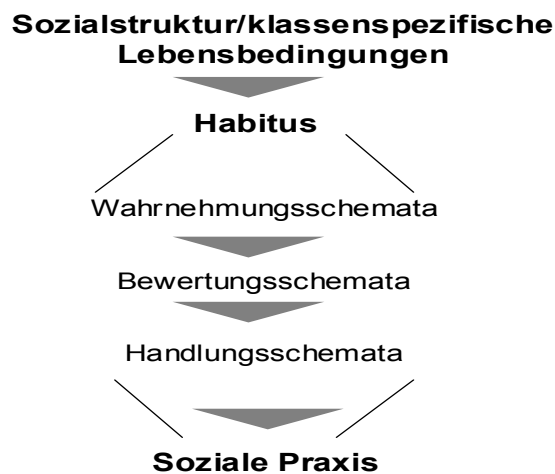 Sozialstruktur/klassenspezifische
Lebensbedingungen
Habitus
Wahrnehmungsschemata
Bewertungsschemata
Handlungsschemata
Soziale Praxis